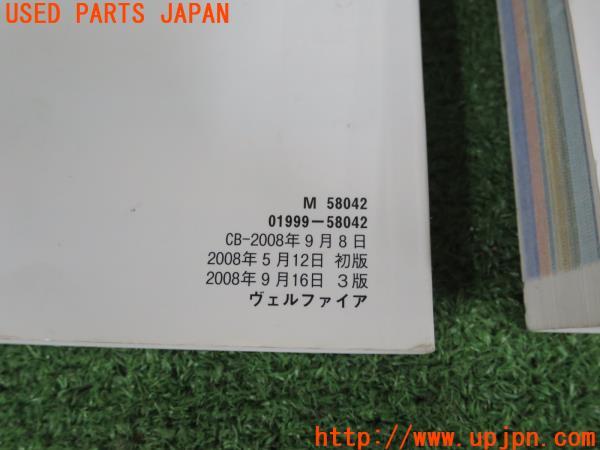 USED PARTS JAPAN
M 58042
01999-58042
CB-2008年9月8日
2008年5月12日 初版
2008年9月16日 3版
ヴェルファイア
http://www.upjpn.com